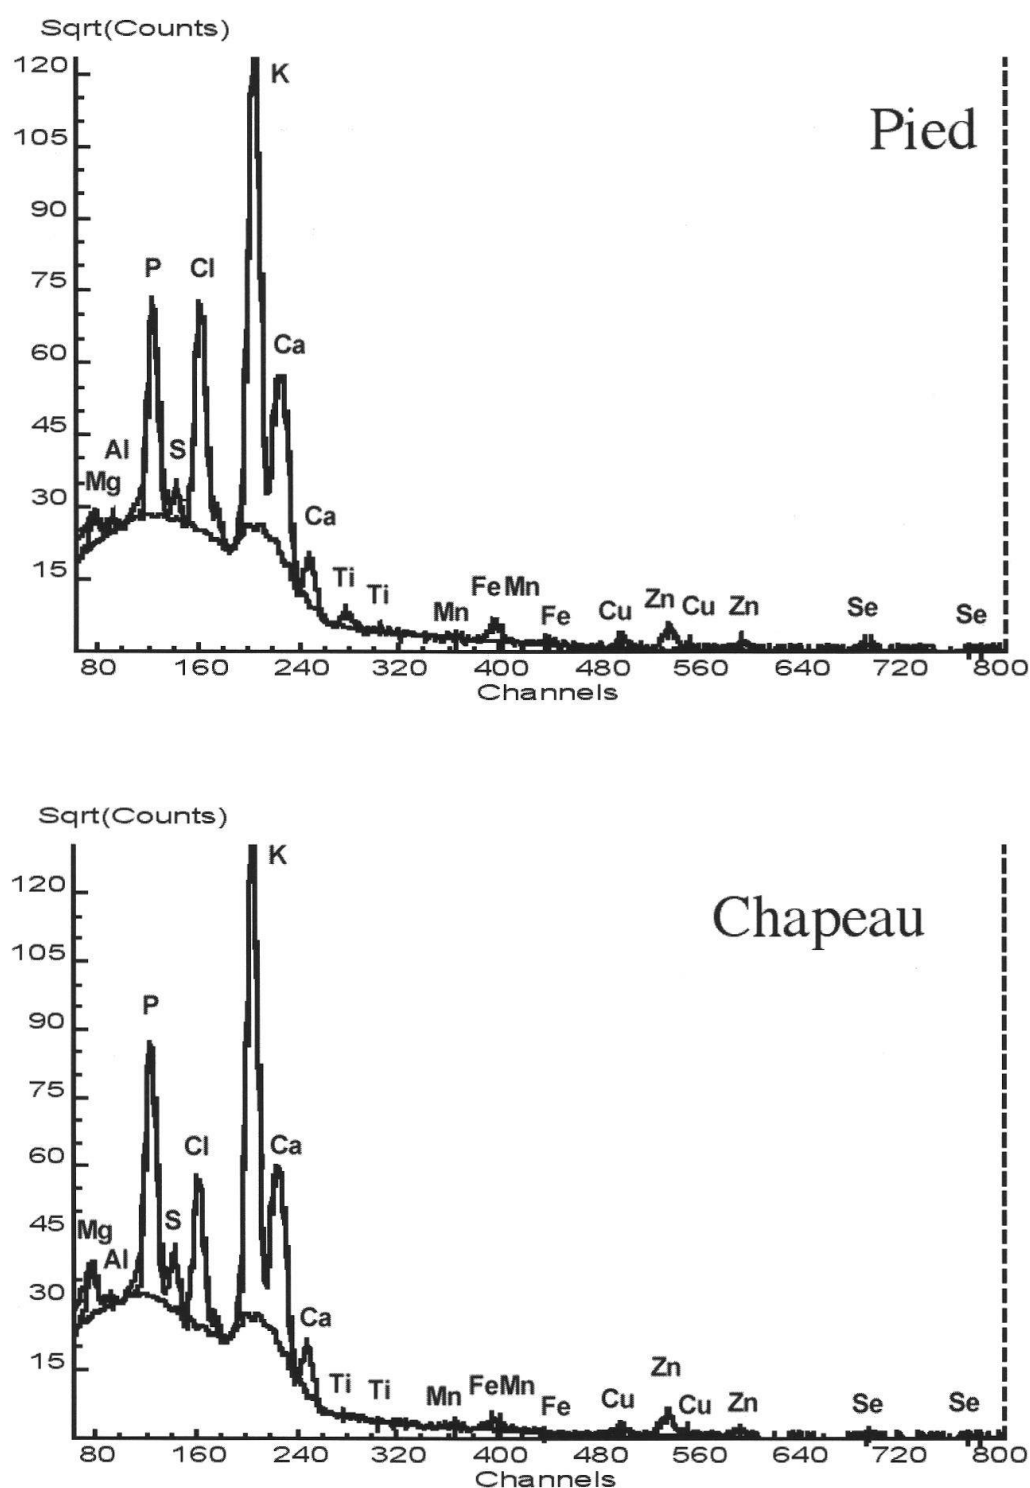 Sqrt(Counts)
120
K
Pied
105
90
P Cl
75
Ca
60
45
Al S
Mg
30
Ca
15
Ti Ti Mn Fe Mn Fe Cu Zn Cu Zn Se Se
80 160 240 320 400 480 560 640 720 800
Channels
Sqrt(Counts)
K
120
Chapeau
105
P
90
75
Cl Ca
60
45
Mg S
Al
30
Ca
15
Ti Ti Mn Fe Mn Fe Cu Zn Cu Zn Se Se
80 160 240 320 400 480 560 640 720 800
Channels